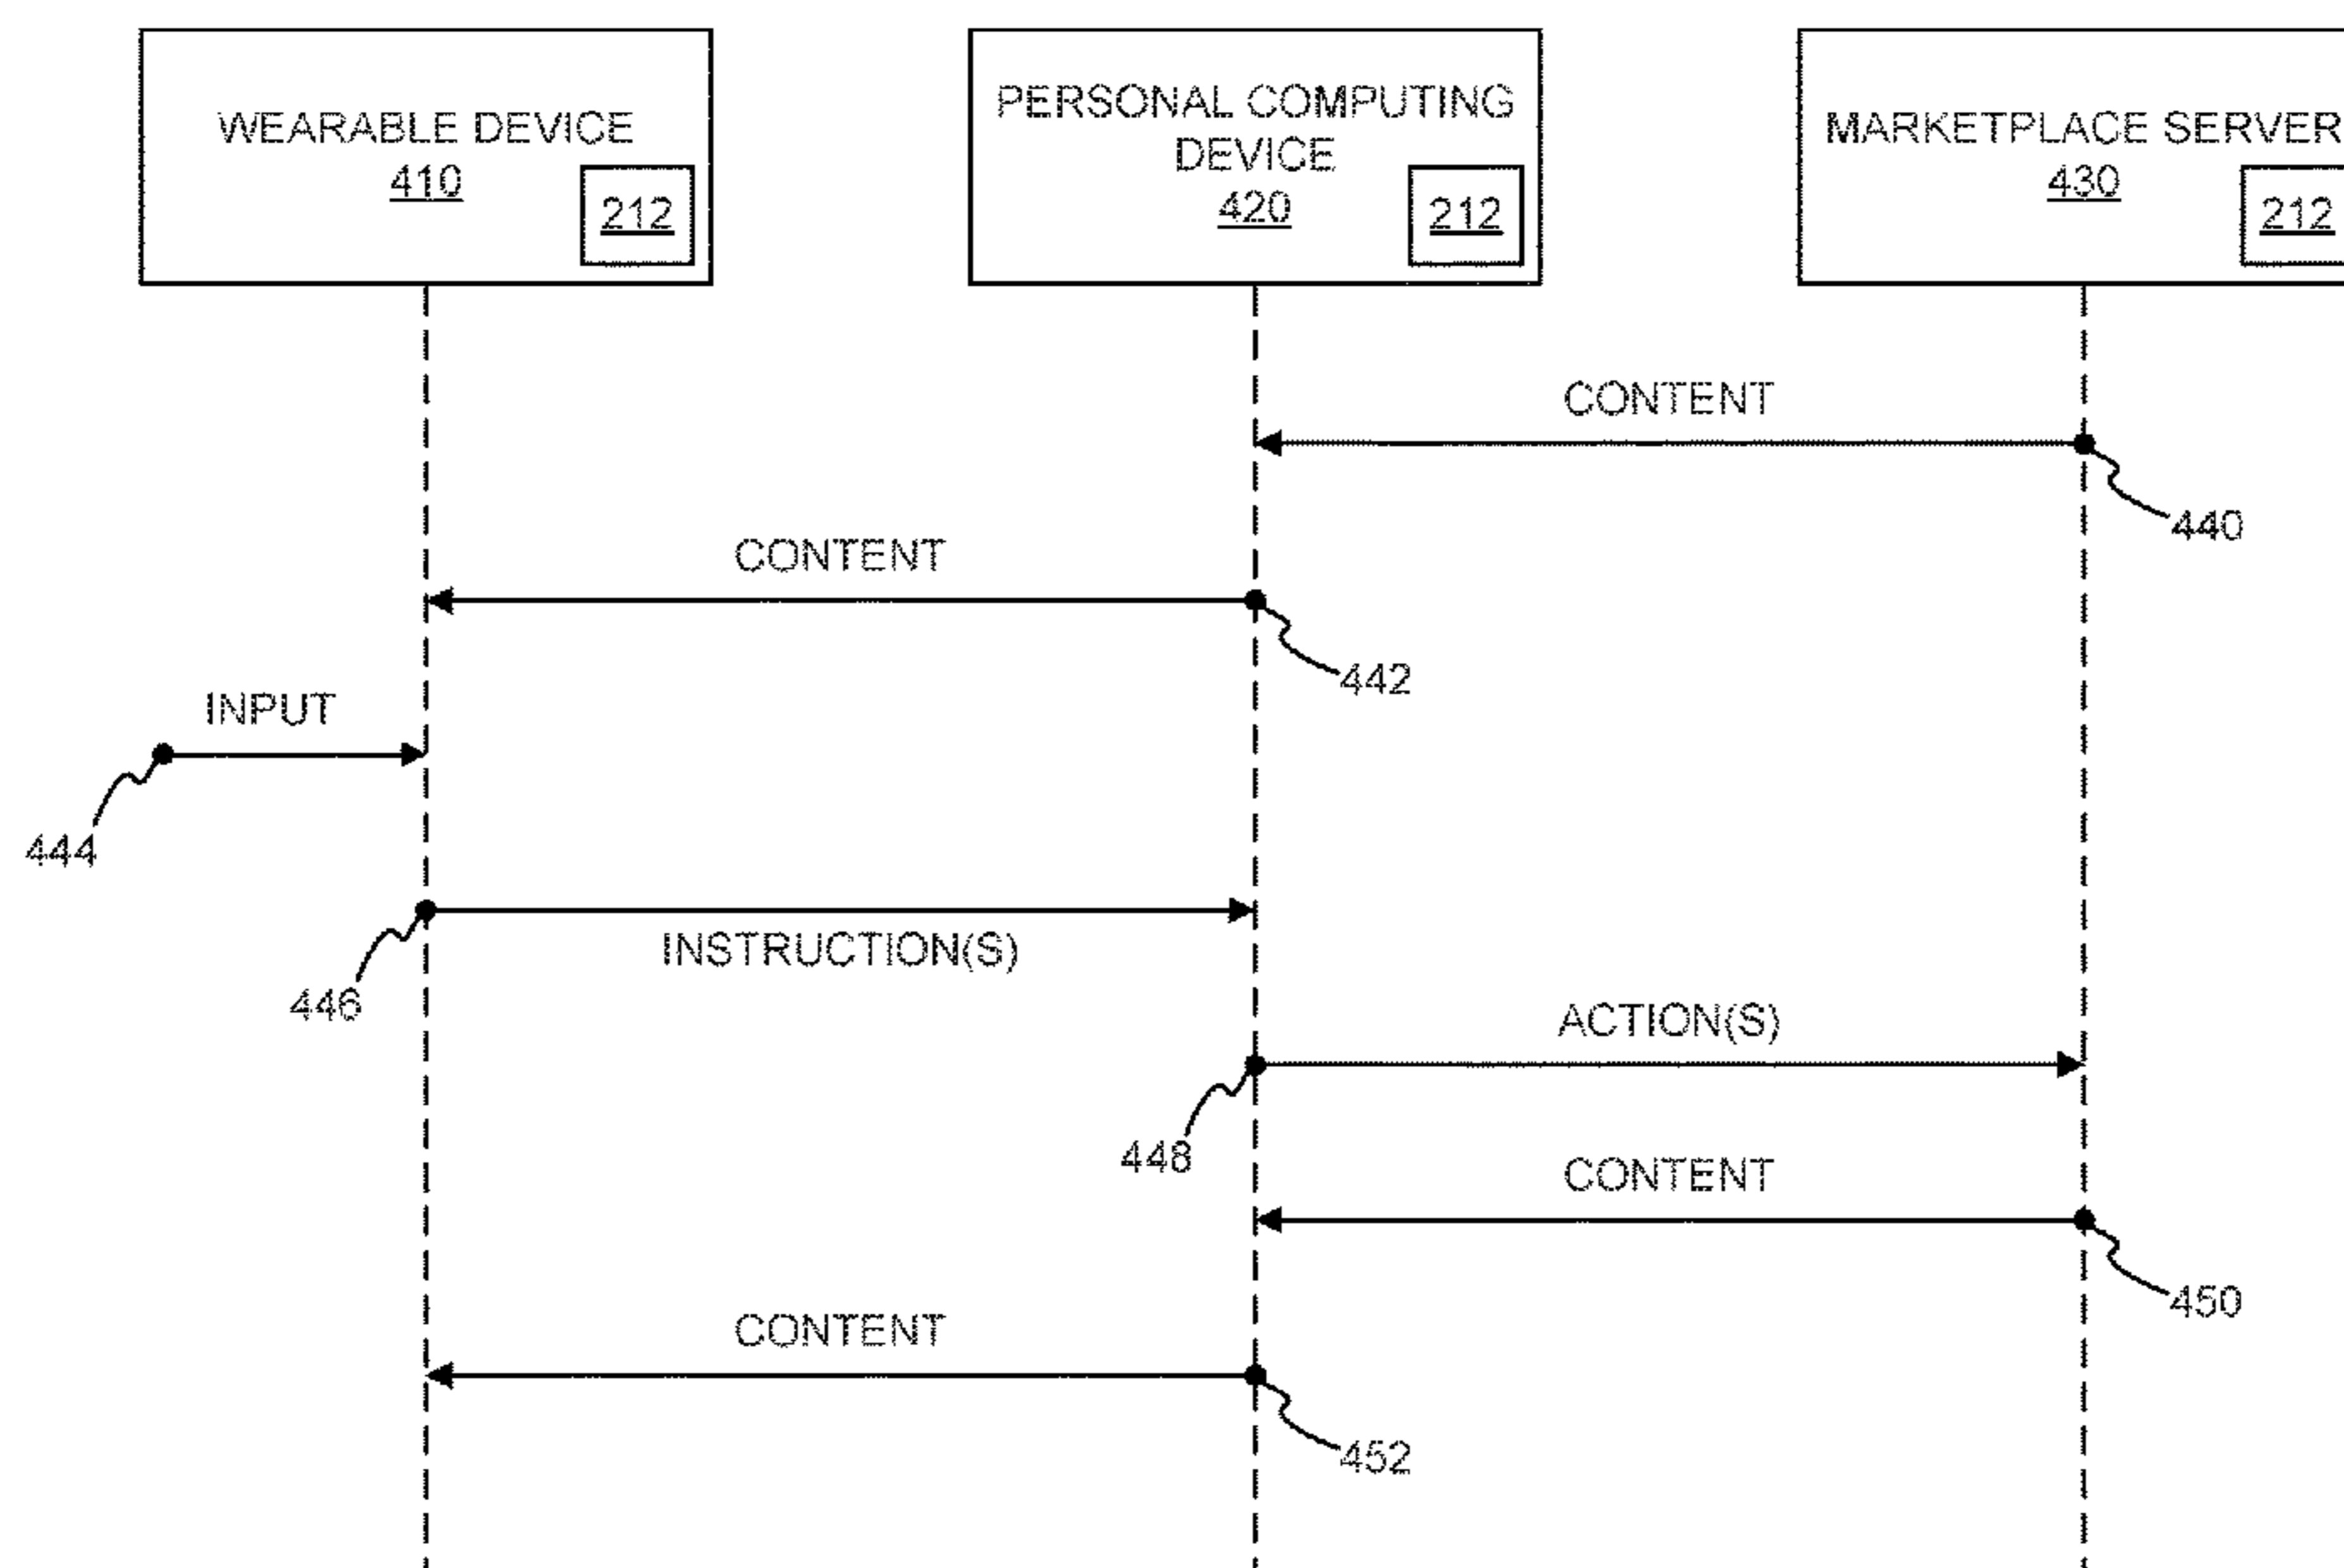 WEARABLE DEVICE
410
212
PERSONAL COMPUTING
DEVICE
420
212
MARKETPLACE SERVER
430
212
CONTENT
440
CONTENT
442
INPUT
444
446
INSTRUCTION(S)
ACTION(S)
448
CONTENT
450
CONTENT
452